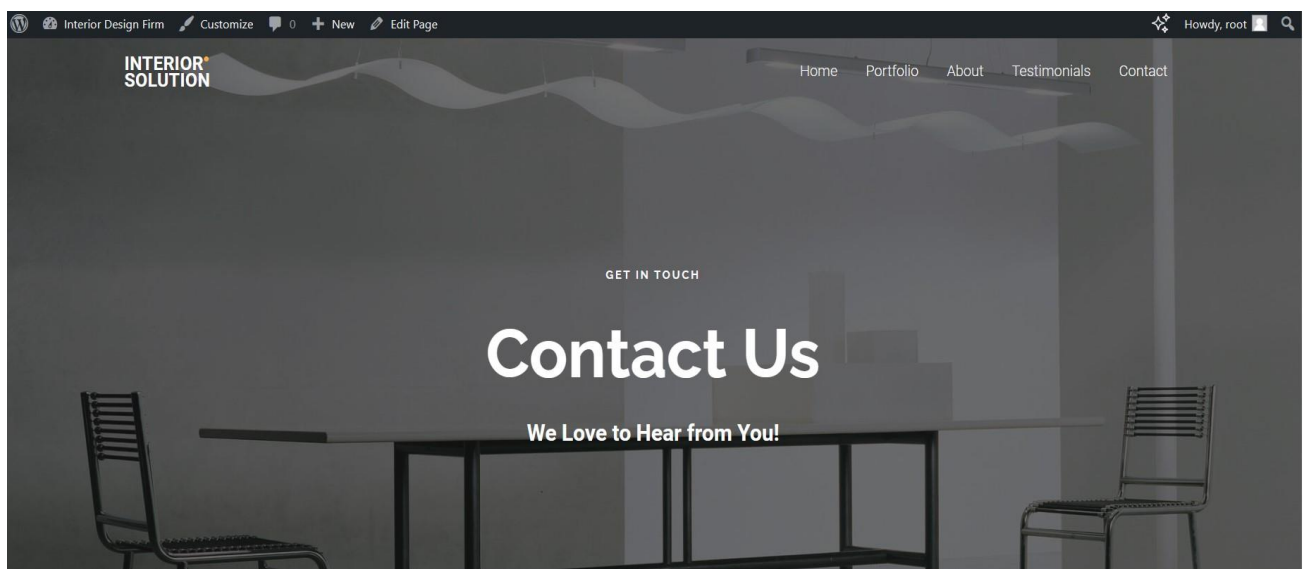 Interior Design Firm Customize 0 New Edit Page Howdy, root
INTERIOR
SOLUTION
Home Portfolio About Testimonials Contact
GET IN TOUCH
Contact Us
We Love to Hear from You!